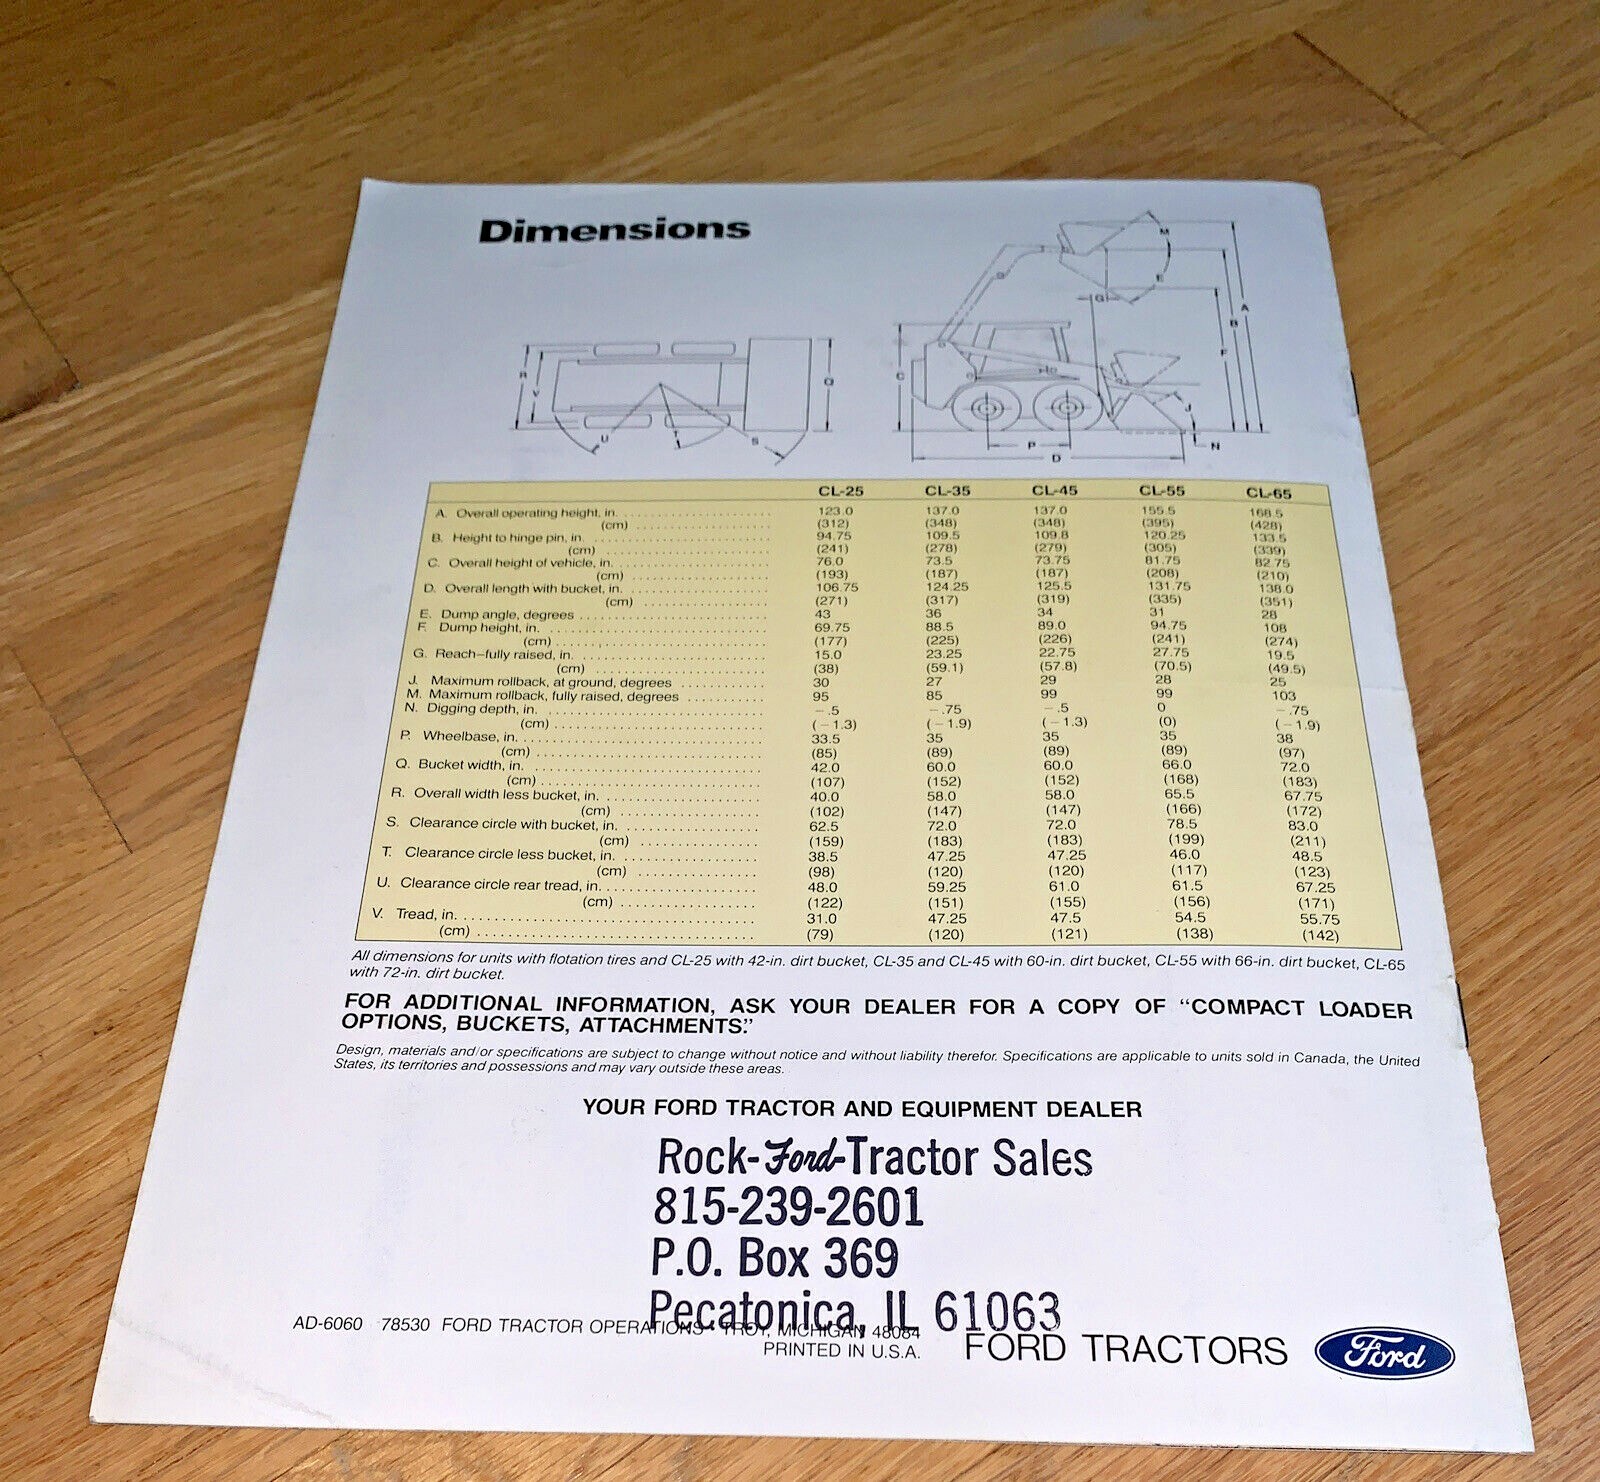 Dimensions
M
E
G
A
B
F
C
R
V
Q
U
T
S
J
N
P
D
CL-25 CL-35 CL-45 CL-55 CL-65
A. Overall operating height, in. 123.0 137.0 137.0 155.5 168.5
(cm) (312) (348) (348) (395) (428)
B. Height to hinge pin, in. 94.75 109.5 109.8 120.25 133.5
(cm) (241) (278) (279) (305) (339)
C. Overall height of vehicle, in. 76.0 73.5 73.75 81.75 82.75
(cm) (193) (187) (187) (208) (210)
D. Overall length with bucket, in. 106.75 124.25 125.5 131.75 138.0
(cm) (271) (317) (319) (335) (351)
E. Dump angle, degrees 43 36 34 31 28
F. Dump height, in. 69.75 88.5 89.0 94.75 108
(cm) (177) (225) (226) (241) (274)
G. Reach–fully raised, in. 15.0 23.25 22.75 27.75 19.5
(cm) (38) (59.1) (57.8) (70.5) (49.5)
J. Maximum rollback, at ground, degrees 30 27 29 28 25
M. Maximum rollback, fully raised, degrees 95 85 99 99 103
N. Digging depth, in. –.5 –.75 –.5 0 –.75
(cm) (–1.3) (–1.9) (–1.3) (0) (–1.9)
P. Wheelbase, in. 33.5 35 35 35 38
(cm) (85) (89) (89) (89) (97)
Q. Bucket width, in. 42.0 60.0 60.0 66.0 72.0
(cm) (107) (152) (152) (168) (183)
R. Overall width less bucket, in. 40.0 58.0 58.0 65.5 67.75
(cm) (102) (147) (147) (166) (172)
S. Clearance circle with bucket, in. 62.5 72.0 72.0 78.5 83.0
(cm) (159) (183) (183) (199) (211)
T. Clearance circle less bucket, in. 38.5 47.25 47.25 46.0 48.5
(cm) (98) (120) (120) (117) (123)
U. Clearance circle rear tread, in. 48.0 59.25 61.0 61.5 67.25
(cm) (122) (151) (155) (156) (171)
V. Tread, in. 31.0 47.25 47.5 54.5 55.75
(cm) (79) (120) (121) (138) (142)
All dimensions for units with flotation tires and CL-25 with 42-in. dirt bucket, CL-35 and CL-45 with 60-in. dirt bucket, CL-55 with 66-in. dirt bucket, CL-65
with 72-in. dirt bucket.
FOR ADDITIONAL INFORMATION, ASK YOUR DEALER FOR A COPY OF “COMPACT LOADER
OPTIONS, BUCKETS, ATTACHMENTS.”
Design, materials and/or specifications are subject to change without notice and without liability therefor. Specifications are applicable to units sold in Canada, the United
States, its territories and possessions and may vary outside these areas.
YOUR FORD TRACTOR AND EQUIPMENT DEALER
Rock-Ford-Tractor Sales
815-239-2601
P.O. Box 369
Pecatonica, IL 61063
AD-6060 78530 FORD TRACTOR OPERATIONS • TROY, MICHIGAN 48084
PRINTED IN U.S.A.
FORD TRACTORS Ford